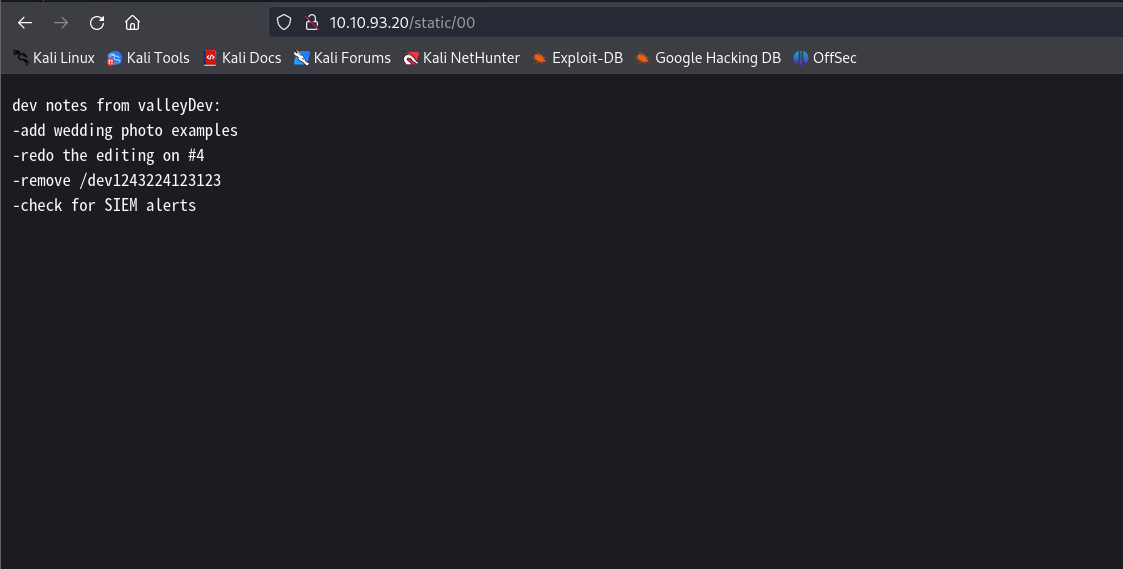 10.10.93.20/static/00
Kali Linux Kali Tools Kali Docs Kali Forums Kali NetHunter Exploit-DB Google Hacking DB OffSec
dev notes from valleyDev:
-add wedding photo examples
-redo the editing on #4
-remove /dev1243224123123
-check for SIEM alerts